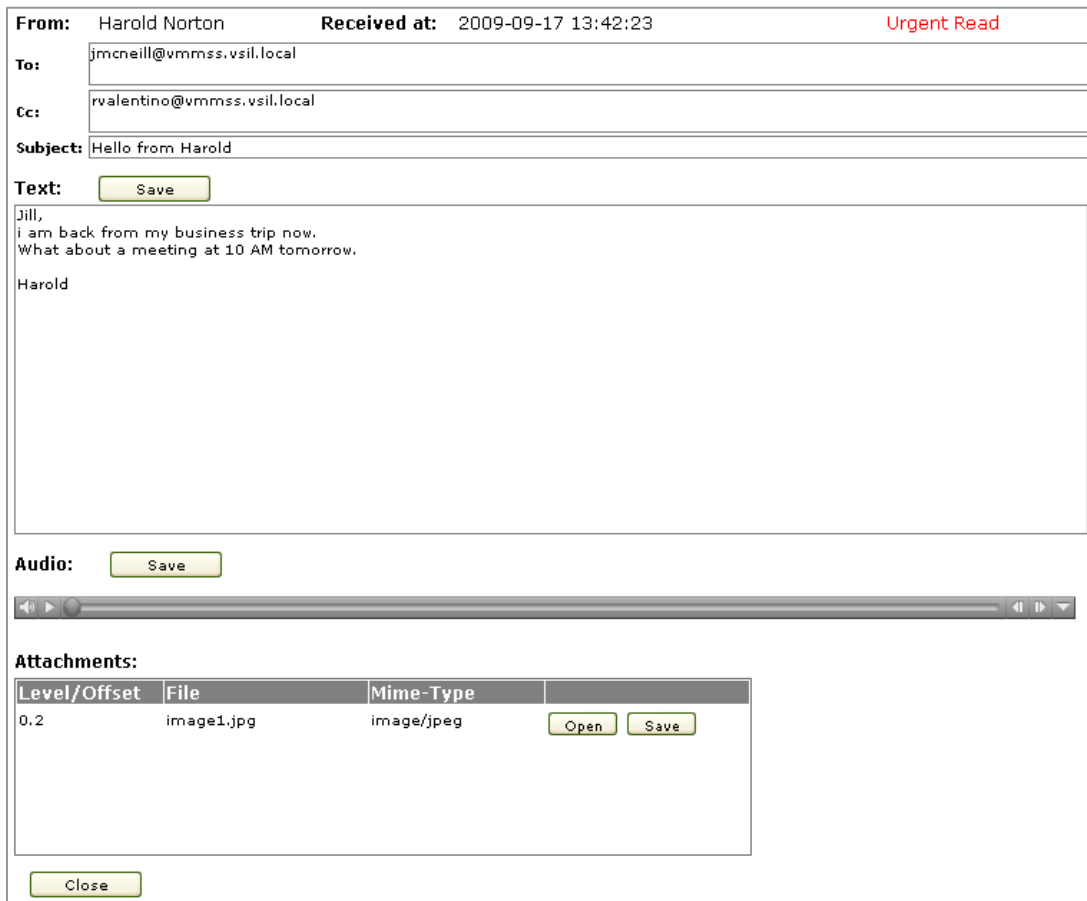 From: Harold Norton Received at: 2009-09-17 13:42:23 Urgent Read
To: jmcneill@vmmss.vsil.local
Cc: rvalentino@vmmss.vsil.local
Subject: Hello from Harold
Text: Save
Jill,
i am back from my business trip now.
What about a meeting at 10 AM tomorrow.
Harold
Audio: Save
Attachments:
Level/Offset File Mime-Type
0.2 image1.jpg image/jpeg Open Save
Close